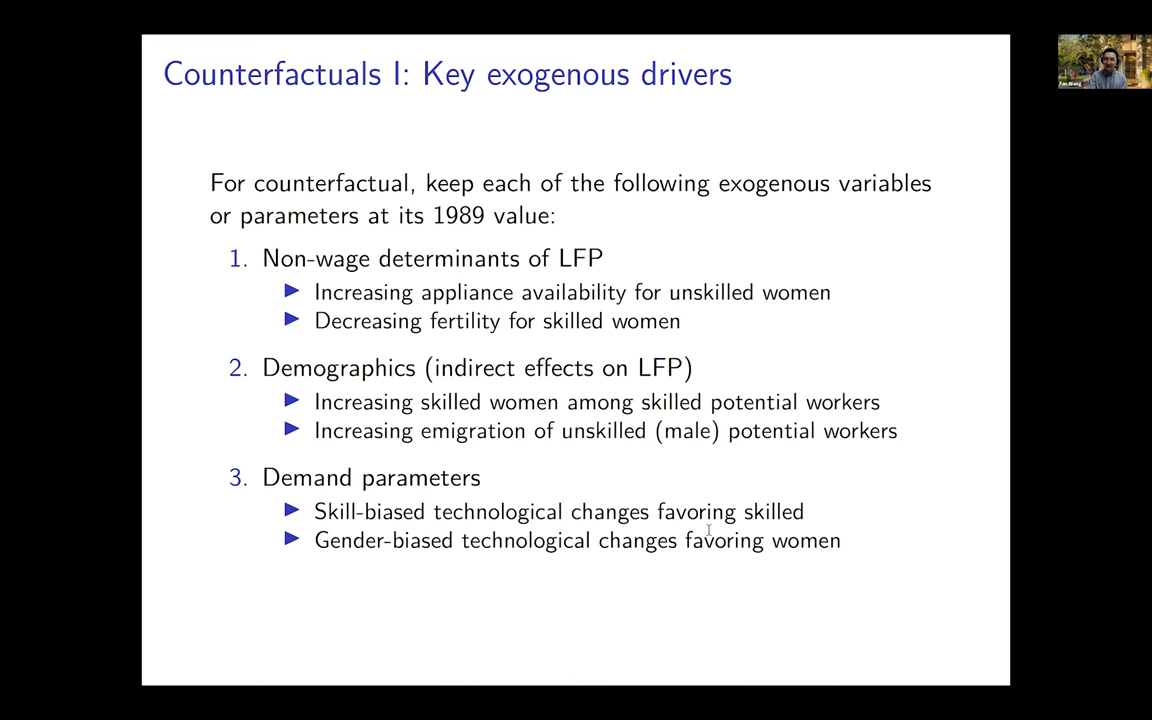 Counterfactuals I: Key exogenous drivers
For counterfactual, keep each of the following exogenous variables
or parameters at its 1989 value:
1. Non-wage determinants of LFP
Increasing appliance availability for unskilled women
Decreasing fertility for skilled women
2. Demographics (indirect effects on LFP)
Increasing skilled women among skilled potential workers
Increasing emigration of unskilled (male) potential workers
3. Demand parameters
Skill-biased technological changes favoring skilled
Gender-biased technological changes favoring women
Fan Wang